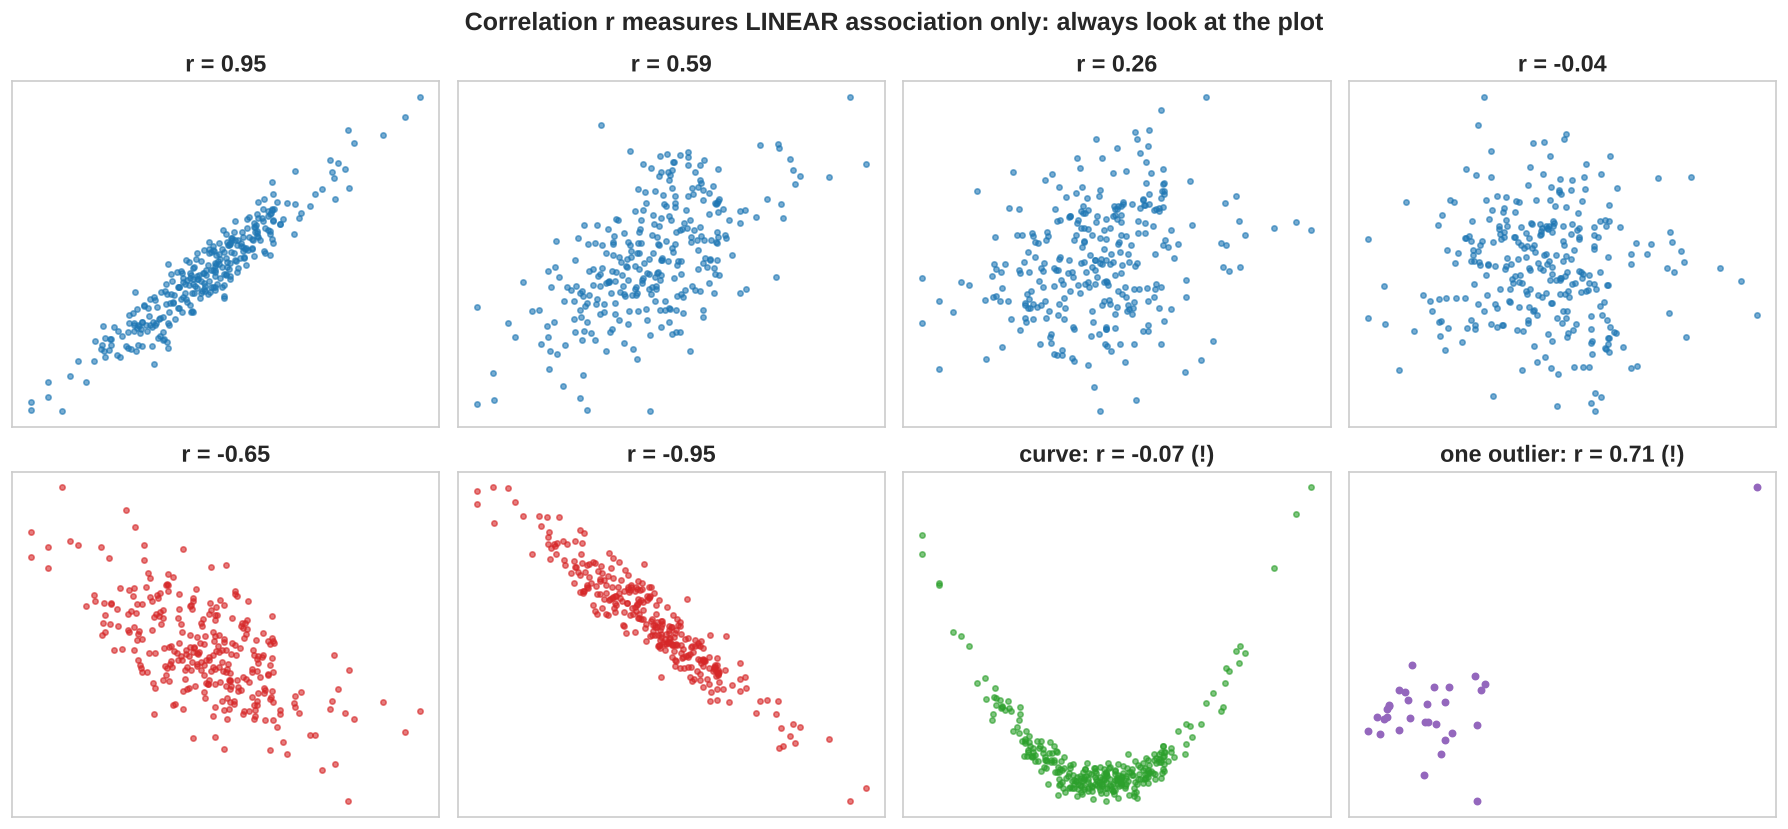 Correlation r measures LINEAR association only: always look at the plot
r = 0.95
r = 0.59
r = 0.26
r = -0.04
r = -0.65
r = -0.95
curve: r = -0.07 (!)
one outlier: r = 0.71 (!)